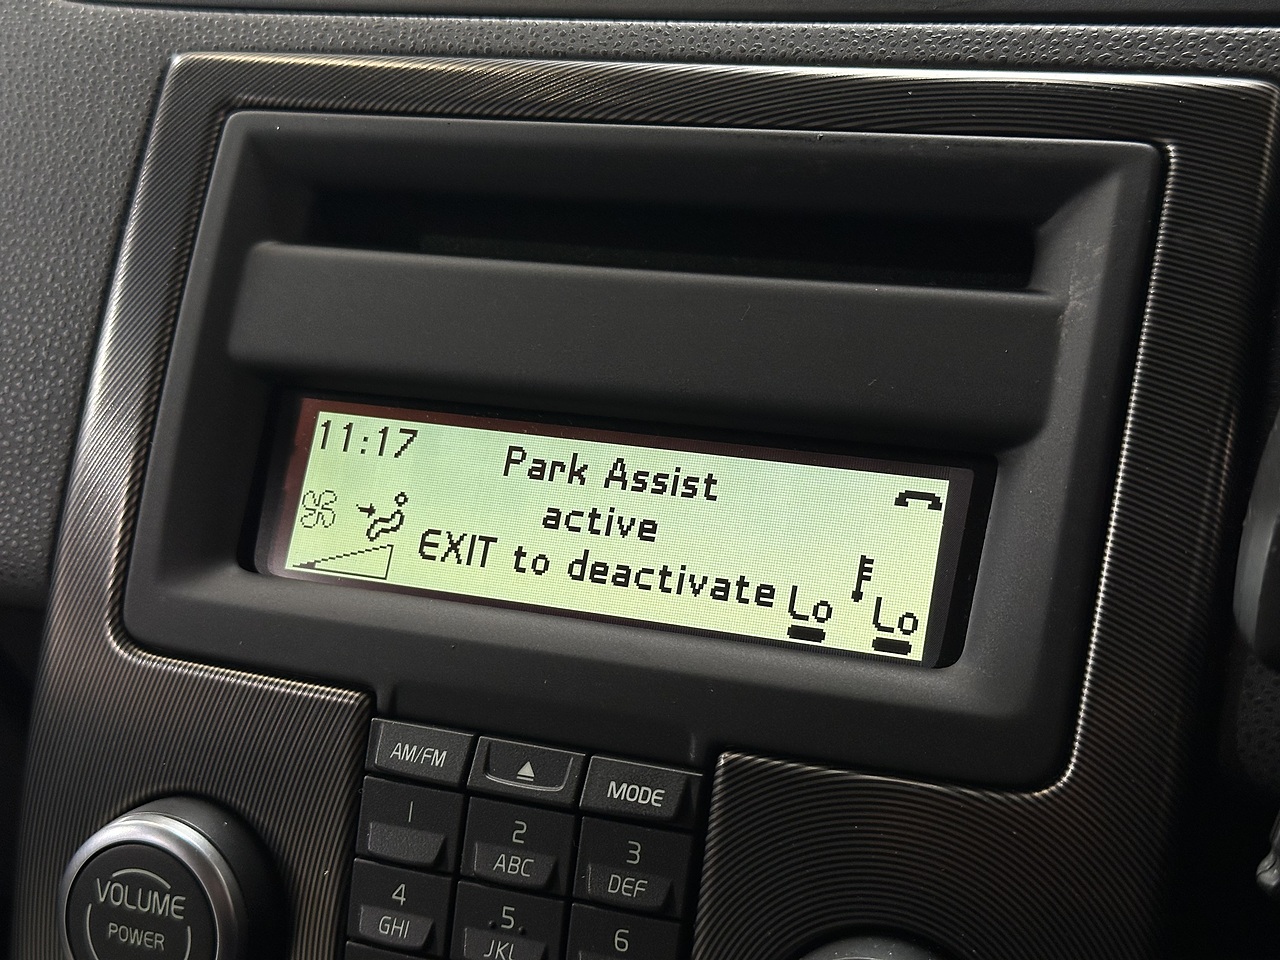 11:17
Park Assist
active
EXIT to deactivate
Lo
Lo
AM/FM
MODE
1
2
ABC
3
DEF
4
GHI
5
JKL
6
VOLUME
POWER